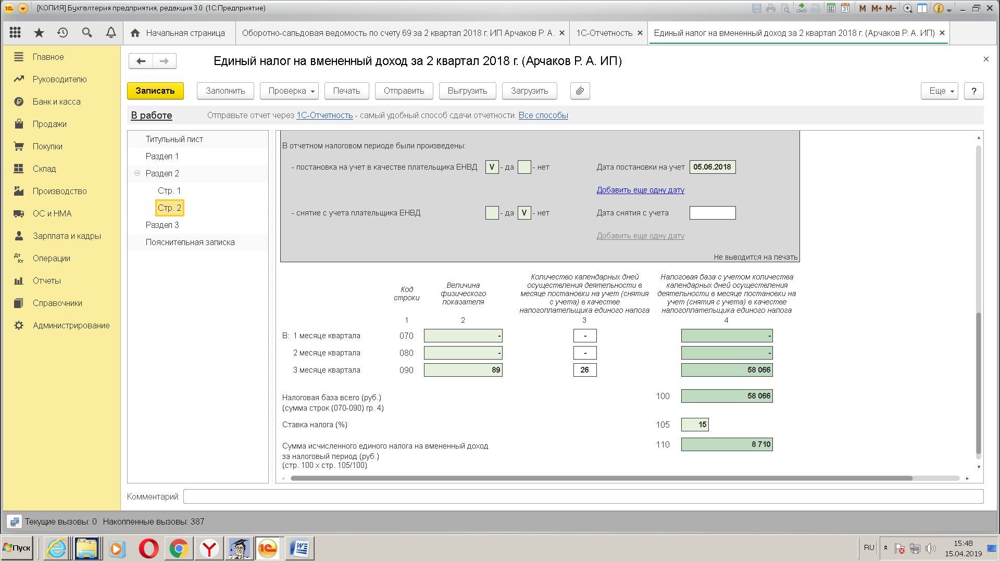 [КОПИЯ] Бухгалтерия предприятия, редакция 3.0 (1С:Предприятие)
31 M M+ M-
Начальная страница
Оборотно-сальдовая ведомость по счету 69 за 2 квартал 2018 г. ИП Арчаков Р. А. ×
1С-Отчетность ×
Единый налог на вмененный доход за 2 квартал 2018 г. (Арчаков Р. А. ИП) ×
Главное
Руководителю
Банк и касса
Продажи
Покупки
Склад
Производство
ОС и НМА
Зарплата и кадры
Дт Кт Операции
Отчеты
Справочники
Администрирование
Единый налог на вмененный доход за 2 квартал 2018 г. (Арчаков Р. А. ИП)
Записать Заполнить Проверка Печать Отправить Выгрузить Загрузить Еще ?
В работе Отправьте отчет через 1С-Отчетность - самый удобный способ сдачи отчетности. Все способы
Титульный лист
Раздел 1
Раздел 2
Стр. 1
Стр. 2
Раздел 3
Пояснительная записка
В отчетном налоговом периоде были произведены:
- постановка на учет в качестве плательщика ЕНВД V - да - нет Дата постановки на учет 05.06.2018
Добавить еще одну дату
- снятие с учета плательщика ЕНВД - да V - нет Дата снятия с учета
Добавить еще одну дату
Не выводится на печать
Код строки
Величина физического показателя
Количество календарных дней осуществления деятельности в месяце постановки на учет (снятия с учета) в качестве налогоплательщика единого налога
Налоговая база с учетом количества календарных дней осуществления деятельности в месяце постановки на учет (снятия с учета) в качестве налогоплательщика единого налога
1 2 3 4
В: 1 месяце квартала 070 - - -
2 месяце квартала 080 - - -
3 месяце квартала 090 89 26 58 066
Налоговая база всего (руб.) 100 58 066
(сумма строк (070-090) гр. 4)
Ставка налога (%) 105 15
Сумма исчисленного единого налога на вмененный доход 110 8 710
за налоговый период (руб.)
(стр. 100 х стр. 105/100)
Комментарий:
Текущие вызовы: 0 Накопленные вызовы: 387
Пуск
RU
15:48
15.04.2019